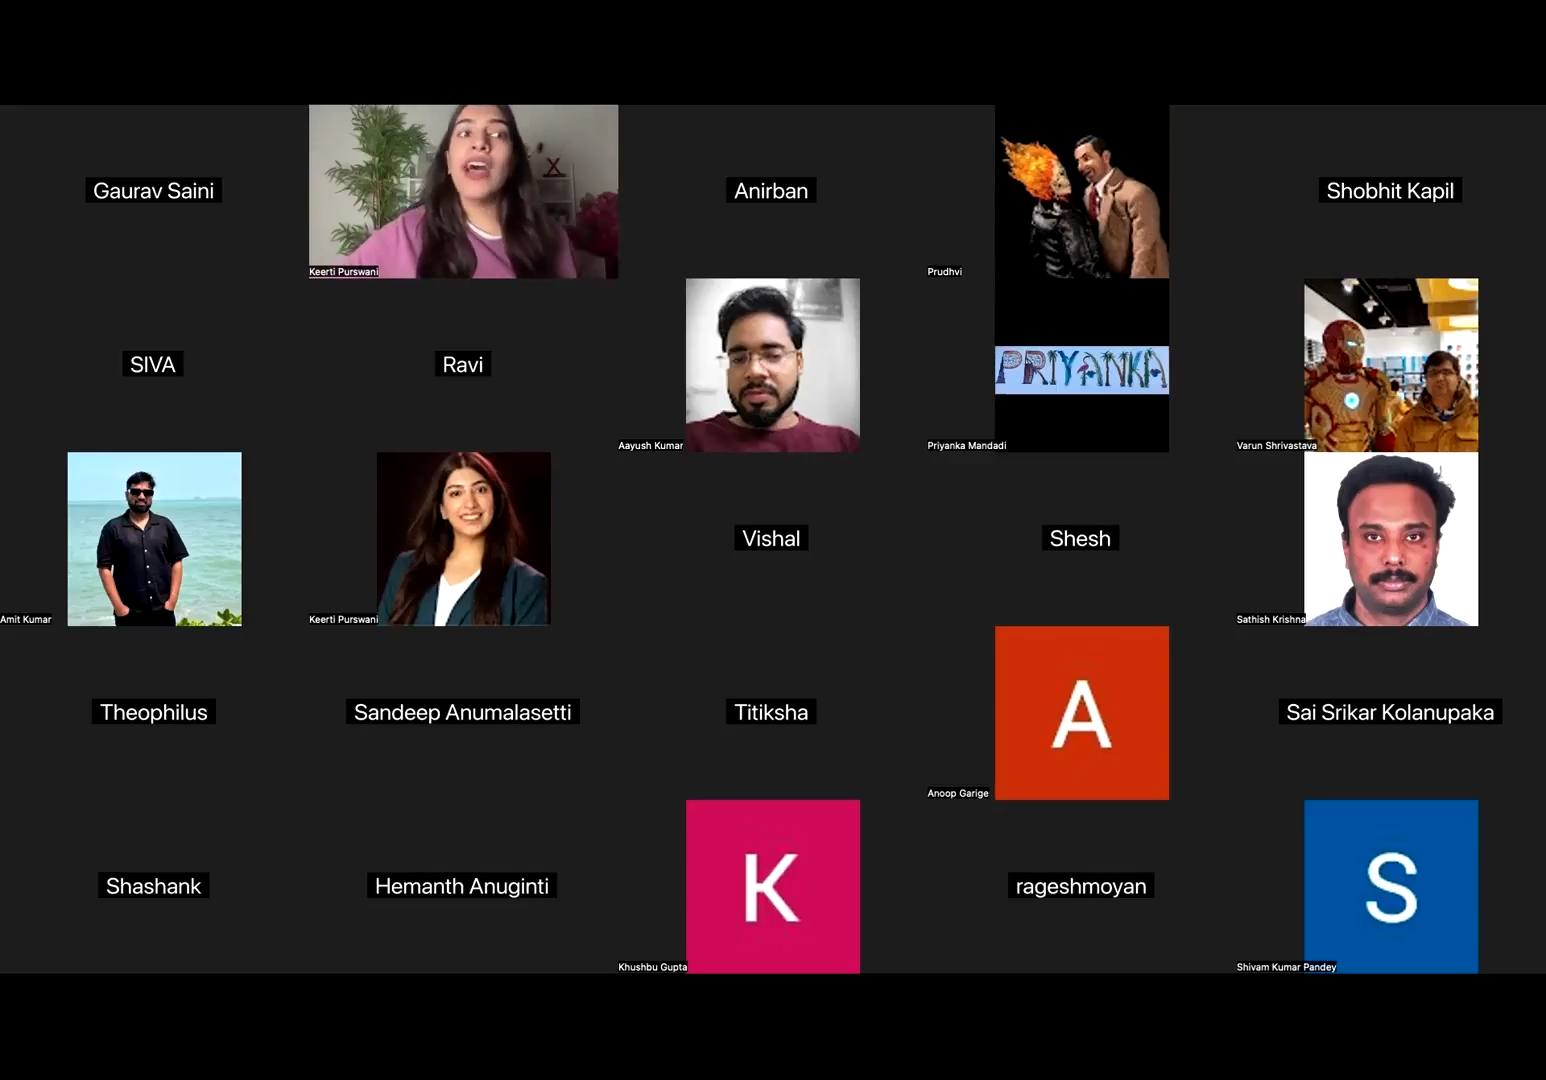 Gaurav Saini
Keerti Purswani
Anirban
Prudhvi
Shobhit Kapil
SIVA
Ravi
Aayush Kumar
PRIYANKA
Priyanka Mandadi
Varun Shrivastava
Amit Kumar
Keerti Purswani
Vishal
Shesh
Sathish Krishna
Theophilus
Sandeep Anumalasetti
Titiksha
A
Anoop Garige
Sai Srikar Kolanupaka
Shashank
Hemanth Anuginti
K
Khushbu Gupta
rageshmoyan
S
Shivam Kumar Pandey